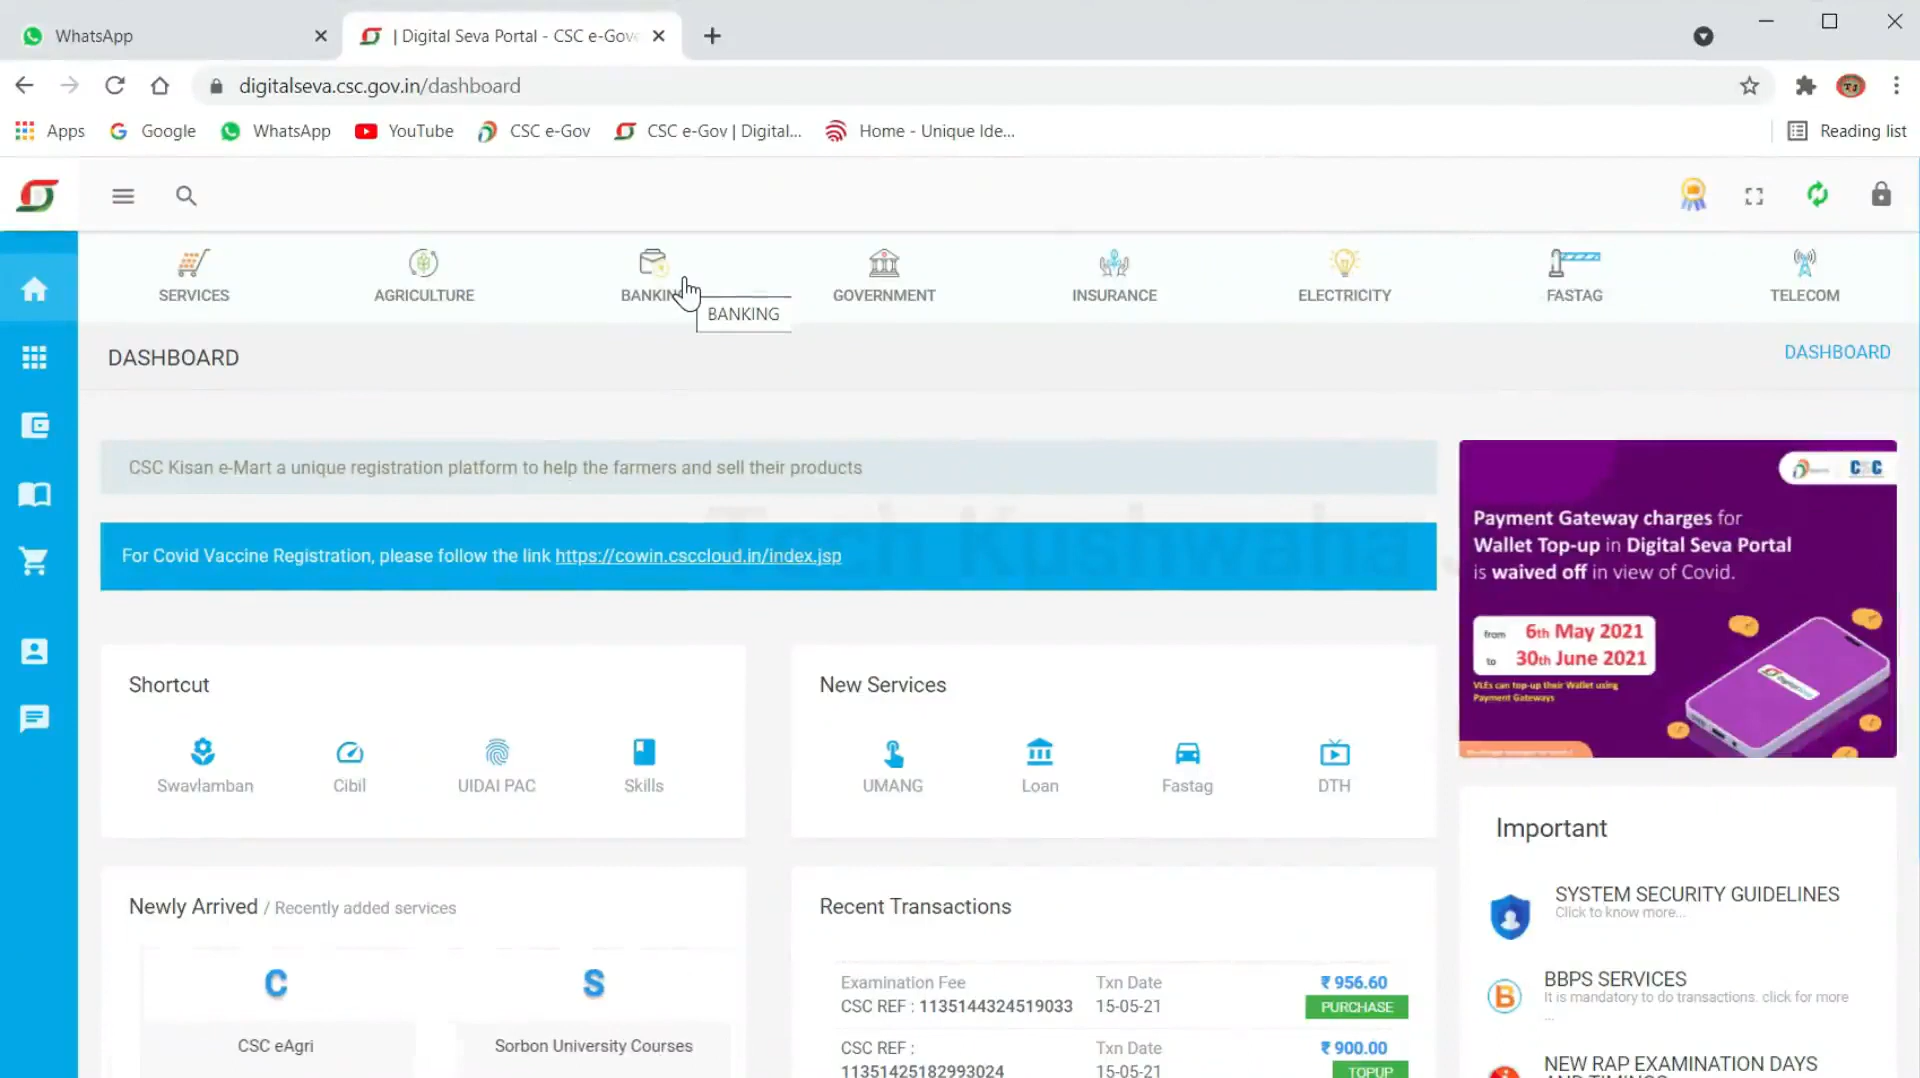 WhatsApp
| Digital Seva Portal - CSC e-Gov
digitalseva.csc.gov.in/dashboard
Apps
Google
WhatsApp
YouTube
CSC e-Gov
CSC e-Gov | Digital...
Home - Unique Ide...
Reading list
SERVICES
AGRICULTURE
BANKING
GOVERNMENT
INSURANCE
ELECTRICITY
FASTAG
TELECOM
BANKING
DASHBOARD
DASHBOARD
CSC Kisan e-Mart a unique registration platform to help the farmers and sell their products
For Covid Vaccine Registration, please follow the link https://cowin.csccloud.in/index.jsp
Tech Kushwaha J
CSC
Payment Gateway charges for
Wallet Top-up in Digital Seva Portal
is waived off in view of Covid.
from 6th May 2021
to 30th June 2021
VLEs can top-up their Wallet using
Payment Gateways
Shortcut
Swavlamban
Cibil
UIDAI PAC
Skills
New Services
UMANG
Loan
Fastag
DTH
Newly Arrived / Recently added services
C
CSC eAgri
S
Sorbon University Courses
Recent Transactions
Examination Fee
CSC REF : 1135144324519033
Txn Date
15-05-21
₹ 956.60
PURCHASE
CSC REF :
11351425182993024
Txn Date
15-05-21
₹ 900.00
TOPUP
Important
SYSTEM SECURITY GUIDELINES
Click to know more...
BBPS SERVICES
It is mandatory to do transactions. click for more
...
NEW RAP EXAMINATION DAYS
AND TIMINGS